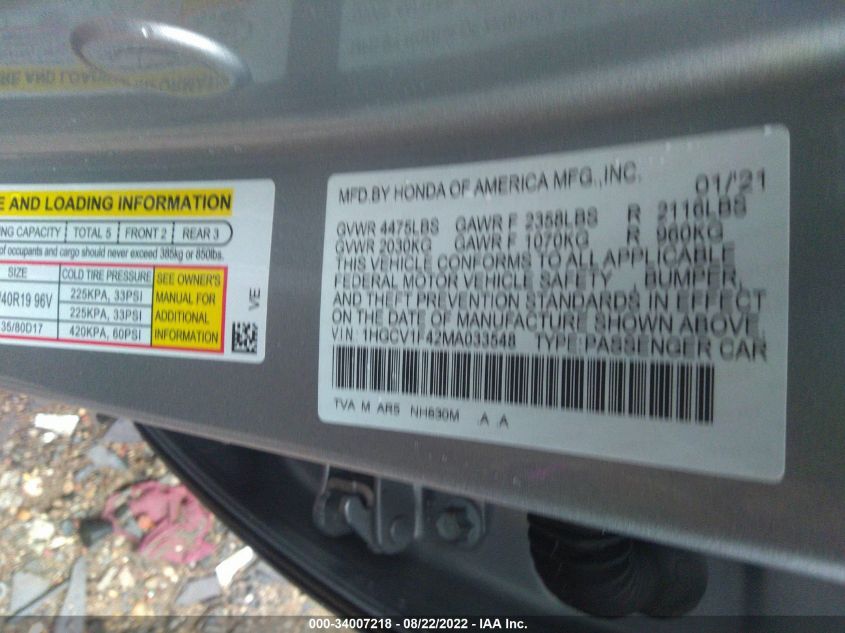 RE AND LOADING INFORMATION
E AND LOADING INFORMATION
NG CAPACITY TOTAL 5 FRONT 2 REAR 3
of occupants and cargo should never exceed 385kg or 850lbs.
SIZE COLD TIRE PRESSURE SEE OWNER'S MANUAL FOR ADDITIONAL INFORMATION
/40R19 96V 225KPA, 33PSI
225KPA, 33PSI
35/80D17 420KPA, 60PSI
VE
MFD.BY HONDA OF AMERICA MFG.,INC. 01/'21
GVWR 4475LBS GAWR F 2358LBS R 2116LBS
GVWR 2030KG GAWR F 1070KG R 960KG
THIS VEHICLE CONFORMS TO ALL APPLICABLE
FEDERAL MOTOR VEHICLE SAFETY , BUMPER,
AND THEFT PREVENTION STANDARDS IN EFFECT
ON THE DATE OF MANUFACTURE SHOWN ABOVE.
VIN: 1HGCV1F42MA033548 TYPE:PASSENGER CAR
TVA M AR5 NH830M A A
000-34007218 - 08/22/2022 - IAA Inc.